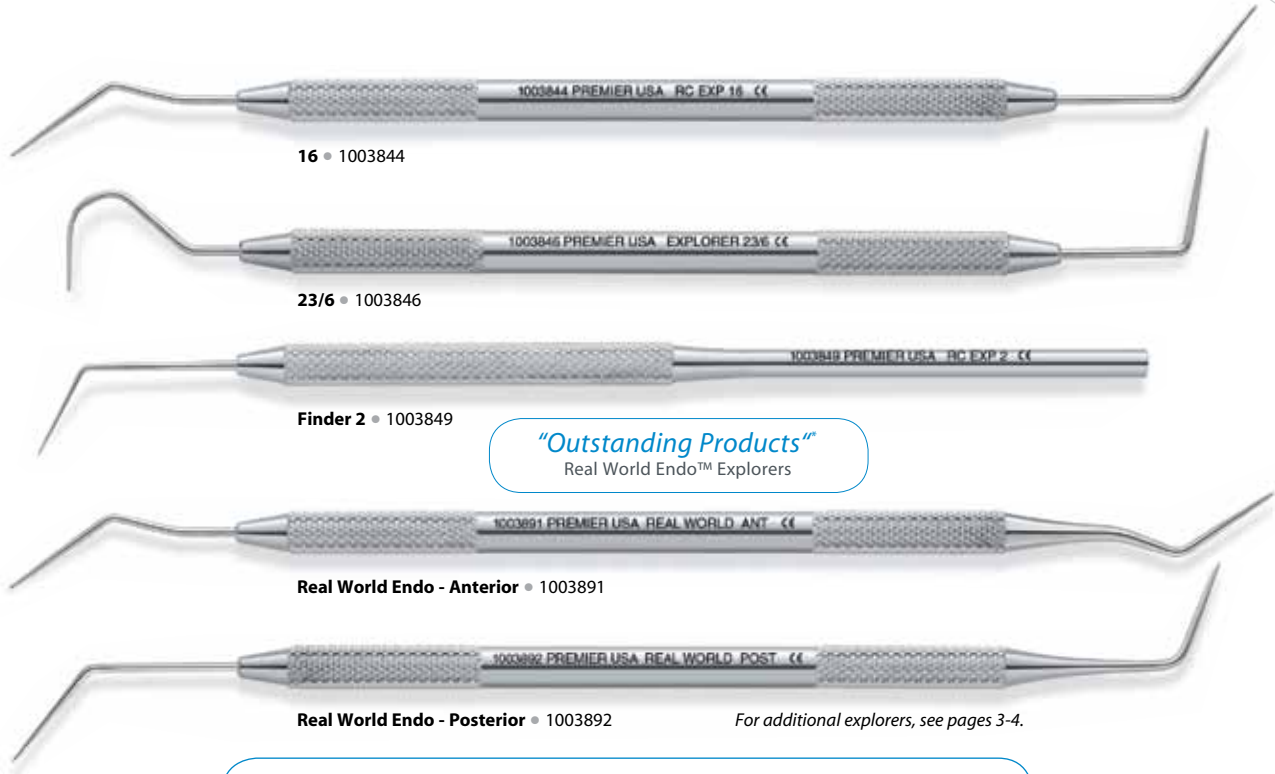 1003844 PREMIER USA RC EXP 16 CE
16 • 1003844
1003846 PREMIER USA EXPLORER 23/6 CE
23/6 • 1003846
1003849 PREMIER USA RC EXP 2 CE
Finder 2 • 1003849
“Outstanding Products“*
Real World Endo™ Explorers
1003891 PREMIER USA REAL WORLD ANT CE
Real World Endo - Anterior • 1003891
1003892 PREMIER USA REAL WORLD POST CE
Real World Endo - Posterior • 1003892
For additional explorers, see pages 3-4.